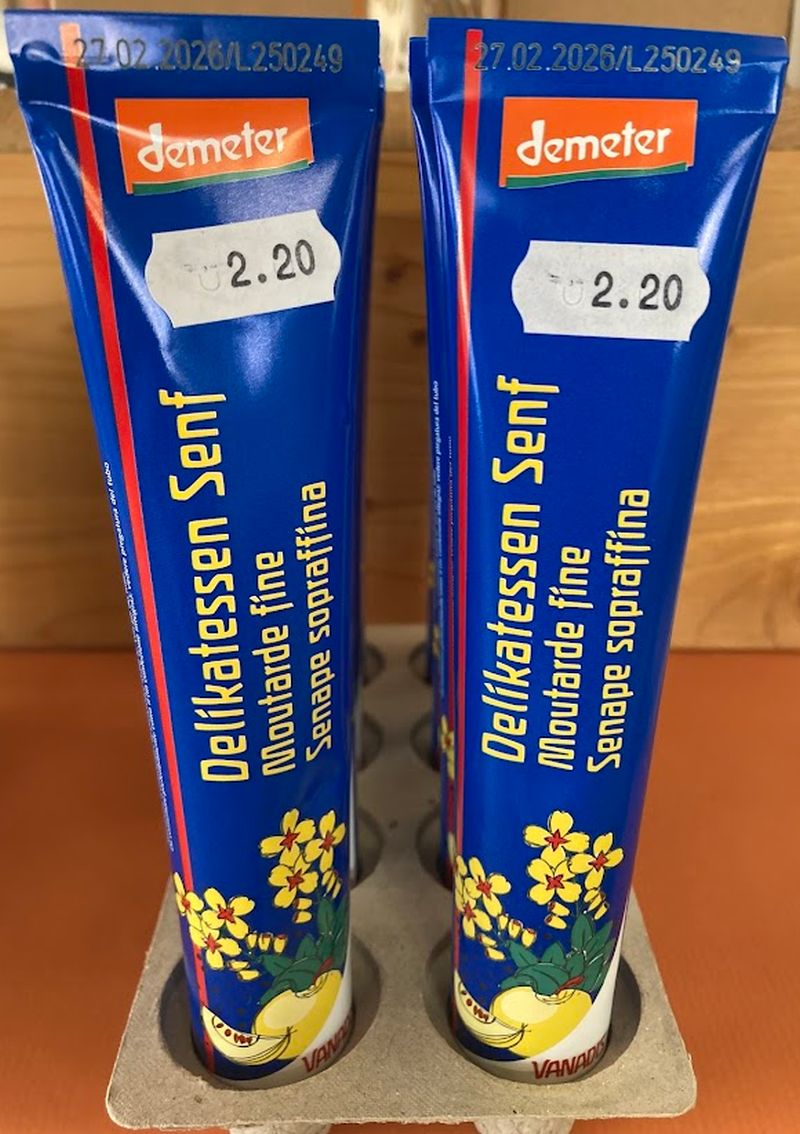 27.02.2026/L250249
demeter
2.20
Delikatessen Senf
Moutarde fine
Senape sopraffina
27.02.2026/L250249
demeter
2.20
Delikatessen Senf
Moutarde fine
Senape sopraffina